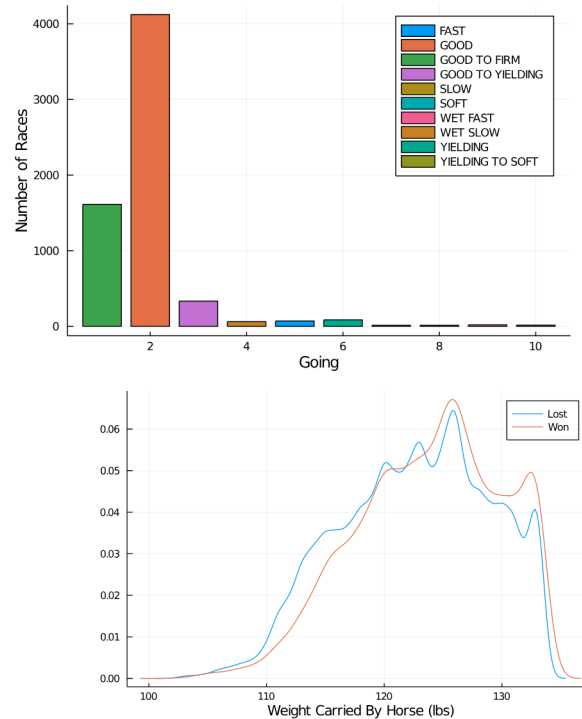 Number of Races
4000
3000
2000
1000
0
2
4
6
8
10
Going
FAST
GOOD
GOOD TO FIRM
GOOD TO YIELDING
SLOW
SOFT
WET FAST
WET SLOW
YIELDING
YIELDING TO SOFT
0.06
0.05
0.04
0.03
0.02
0.01
0.00
100
110
120
130
Weight Carried By Horse (lbs)
Lost
Won